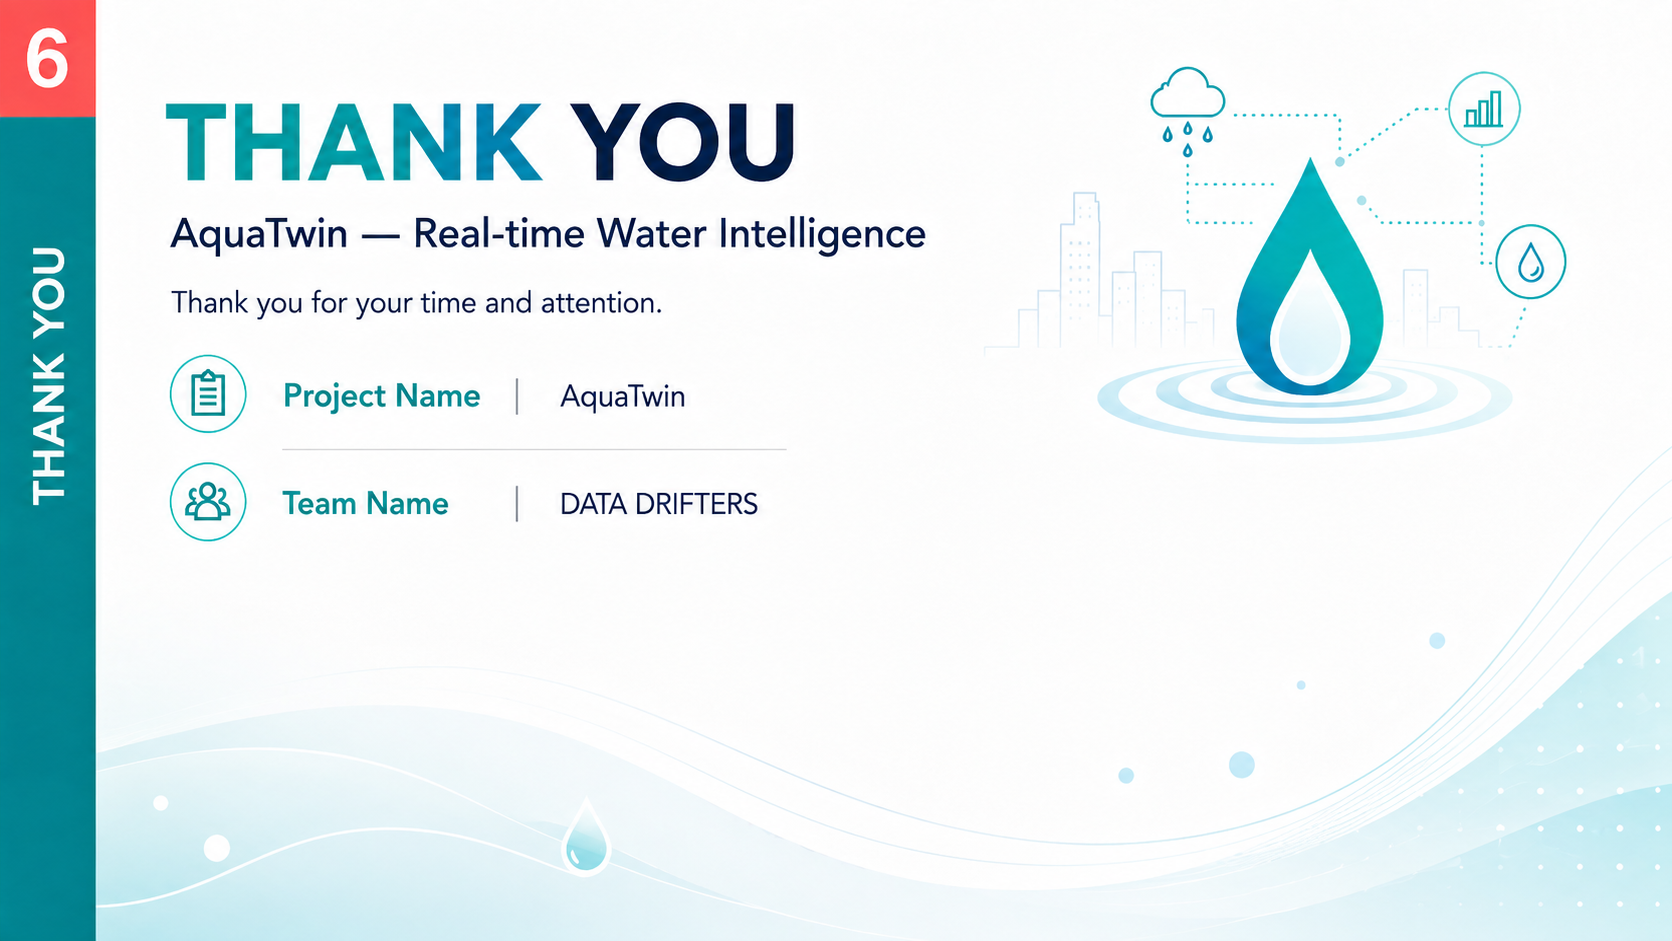 6
THANK YOU
THANK YOU
AquaTwin — Real-time Water Intelligence
Thank you for your time and attention.
Project Name | AquaTwin
Team Name | DATA DRIFTERS